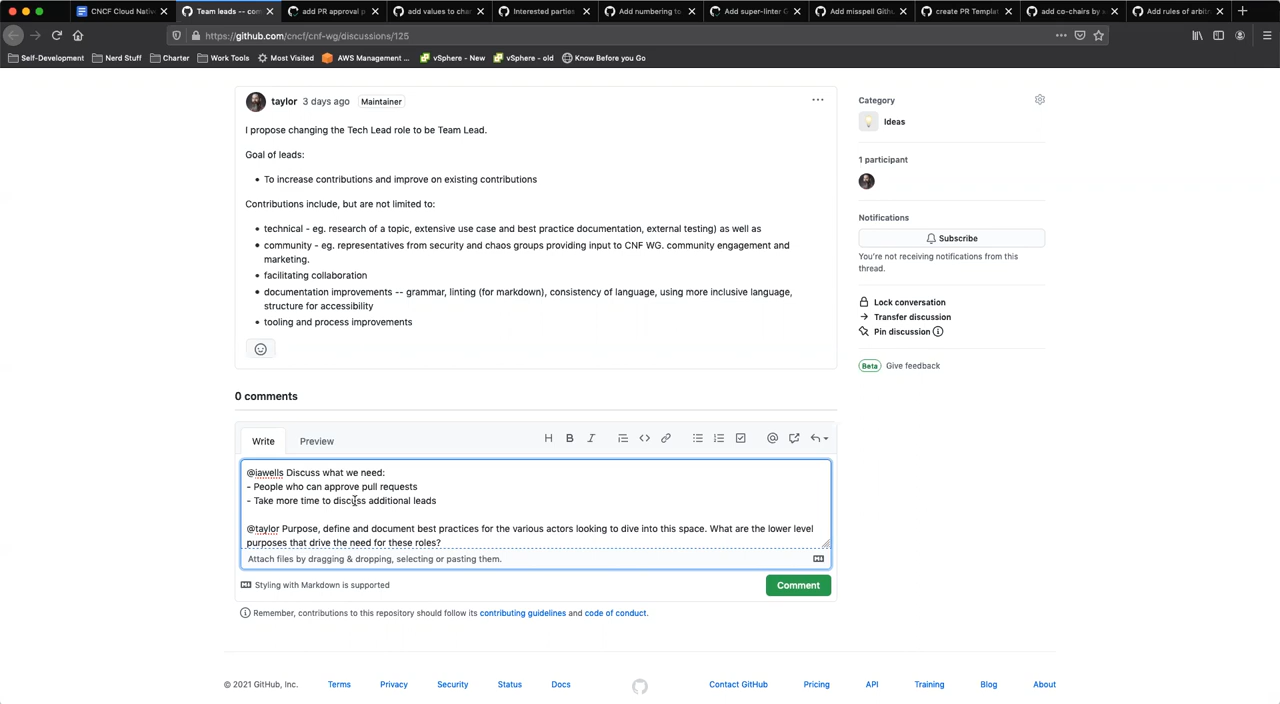 CNCF Cloud Nativ
Team leads -- com
add PR approval p
add values to char
Interested parties
Add numbering to
Add super-linter G
Add misspell Githu
create PR Templat
add co-chairs by x
Add rules of arbitra
https://github.com/cncf/cnf-wg/discussions/125
Self-Development
Nerd Stuff
Charter
Work Tools
Most Visited
AWS Management ...
vSphere - New
vSphere - old
Know Before you Go
taylor 3 days ago Maintainer
I propose changing the Tech Lead role to be Team Lead.
Goal of leads:
To increase contributions and improve on existing contributions
Contributions include, but are not limited to:
technical - eg. research of a topic, extensive use case and best practice documentation, external testing) as well as
community - eg. representatives from security and chaos groups providing input to CNF WG. community engagement and
marketing.
facilitating collaboration
documentation improvements -- grammar, linting (for markdown), consistency of language, using more inclusive language,
structure for accessibility
tooling and process improvements
Category
Ideas
1 participant
Notifications
Subscribe
You're not receiving notifications from this
thread.
Lock conversation
Transfer discussion
Pin discussion
Beta Give feedback
0 comments
Write
Preview
@iawells Discuss what we need:
- People who can approve pull requests
- Take more time to discuss additional leads
@taylor Purpose, define and document best practices for the various actors looking to dive into this space. What are the lower level
purposes that drive the need for these roles?
Attach files by dragging & dropping, selecting or pasting them.
Styling with Markdown is supported
Comment
Remember, contributions to this repository should follow its contributing guidelines and code of conduct.
© 2021 GitHub, Inc.
Terms
Privacy
Security
Status
Docs
Contact GitHub
Pricing
API
Training
Blog
About